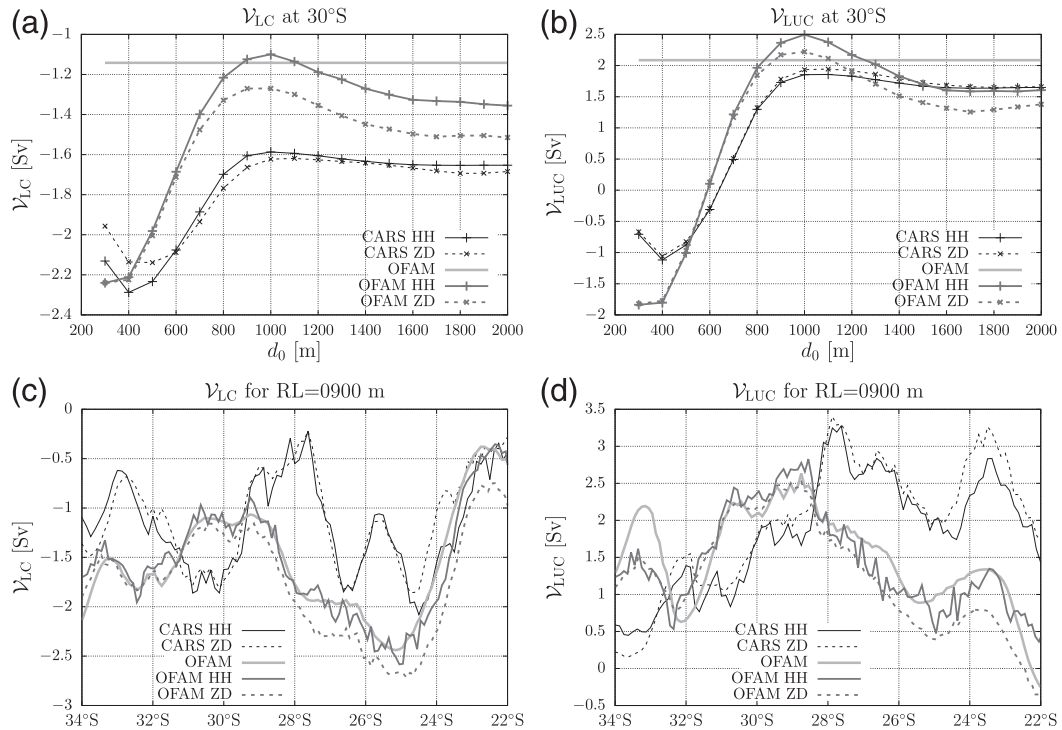 (a)
V_LC at 30°S
V_LC [Sv]
-1
-1.2
-1.4
-1.6
-1.8
-2
-2.2
-2.4
200 400 600 800 1000 1200 1400 1600 1800 2000
d_0 [m]
CARS HH
CARS ZD
OFAM
OFAM HH
OFAM ZD
(b)
V_LUC at 30°S
V_LUC [Sv]
2.5
2
1.5
1
0.5
0
-0.5
-1
-1.5
-2
200 400 600 800 1000 1200 1400 1600 1800 2000
d_0 [m]
CARS HH
CARS ZD
OFAM
OFAM HH
OFAM ZD
(c)
V_LC for RL=0900 m
V_LC [Sv]
0
-0.5
-1
-1.5
-2
-2.5
-3
34°S 32°S 30°S 28°S 26°S 24°S 22°S
CARS HH
CARS ZD
OFAM
OFAM HH
OFAM ZD
(d)
V_LUC for RL=0900 m
V_LUC [Sv]
3.5
3
2.5
2
1.5
1
0.5
0
-0.5
34°S 32°S 30°S 28°S 26°S 24°S 22°S
CARS HH
CARS ZD
OFAM
OFAM HH
OFAM ZD